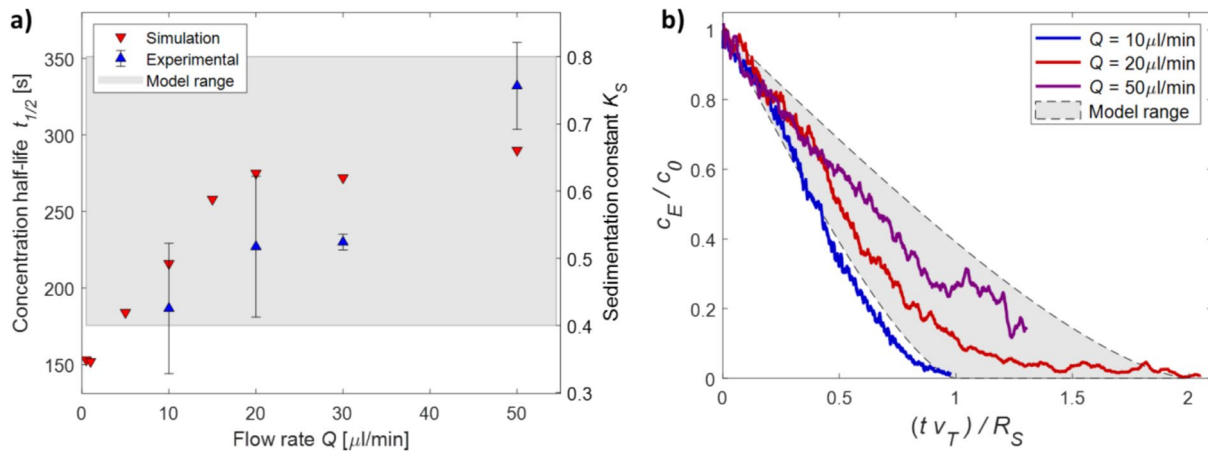 a)
Simulation
Experimental
Model range
Concentration half-life t1/2 [s]
350
300
250
200
150
0.8
0.7
0.6
0.5
0.4
0.3
Sedimentation constant KS
0
10
20
30
40
50
Flow rate Q [μl/min]
b)
Q = 10μl/min
Q = 20μl/min
Q = 50μl/min
Model range
cE / c0
1
0.8
0.6
0.4
0.2
0
0
0.5
1
1.5
2
(t vT) / RS